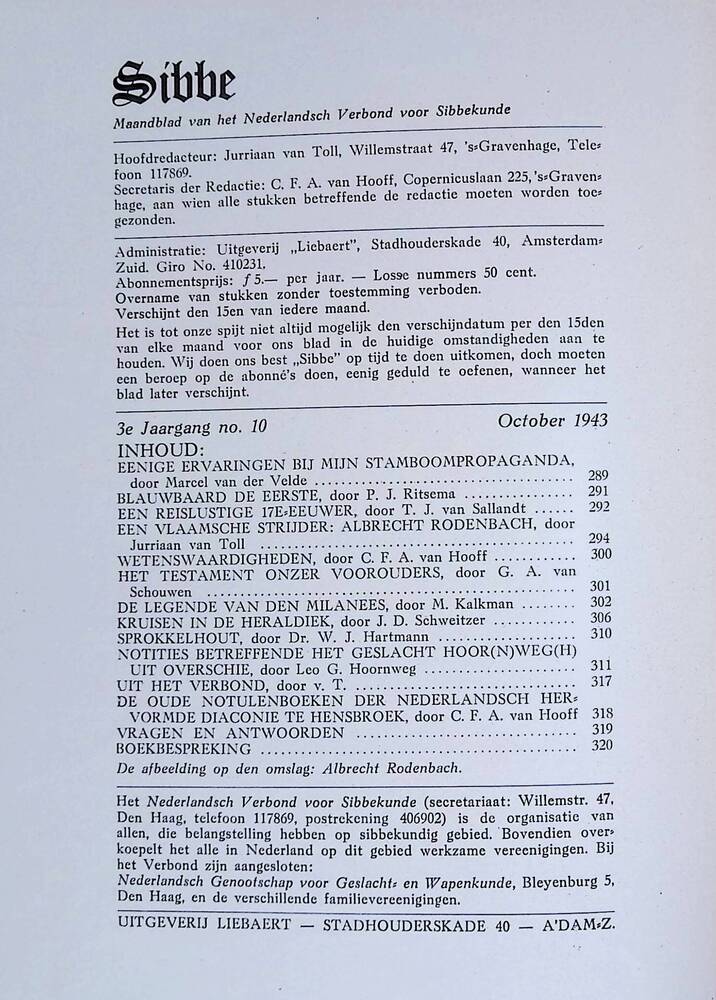 Sibbe
Maandblad van het Nederlandsch Verbond voor Sibbekunde
Hoofdredacteur: Jurriaan van Toll, Willemstraat 47, 's=Gravenhage, Tele=
foon 117869.
Secretaris der Redactie: C. F. A. van Hooff, Copernicuslaan 225, 's=Graven=
hage, aan wien alle stukken betreffende de redactie moeten worden toe=
gezonden.
Administratie: Uitgeverij „Liebaert”, Stadhouderskade 40, Amsterdam=
Zuid. Giro No. 410231.
Abonnementsprijs: ƒ 5.— per jaar. — Losse nummers 50 cent.
Overname van stukken zonder toestemming verboden.
Verschijnt den 15en van iedere maand.
Het is tot onze spijt niet altijd mogelijk den verschijndatum per den 15den
van elke maand voor ons blad in de huidige omstandigheden aan te
houden. Wij doen ons best „Sibbe” op tijd te doen uitkomen, doch moeten
een beroep op de abonné's doen, eenig geduld te oefenen, wanneer het
blad later verschijnt.
3e Jaargang no. 10 October 1943
INHOUD:
EENIGE ERVARINGEN BIJ MIJN STAMBOOMPROPAGANDA,
door Marcel van der Velde .................................... 289
BLAUWBAARD DE EERSTE, door P. J. Ritsema ............... 291
EEN REISLUSTIGE 17E=EEUWER, door T. J. van Sallandt ...... 292
EEN VLAAMSCHE STRIJDER: ALBRECHT RODENBACH, door
Jurriaan van Toll .......................................... 294
WETENSWAARDIGHEDEN, door C. F. A. van Hooff ........... 300
HET TESTAMENT ONZER VOOROUDERS, door G. A. van
Schouwen ................................................. 301
DE LEGENDE VAN DEN MILANEES, door M. Kalkman ........ 302
KRUISEN IN DE HERALDIEK, door J. D. Schweitzer ........... 306
SPROKKELHOUT, door Dr. W. J. Hartmann ................... 310
NOTITIES BETREFFENDE HET GESLACHT HOOR(N)WEG(H)
UIT OVERSCHIE, door Leo G. Hoornweg .................... 311
UIT HET VERBOND, door v. T. ............................... 317
DE OUDE NOTULENBOEKEN DER NEDERLANDSCH HER=
VORMDE DIACONIE TE HENSBROEK, door C. F. A. van Hooff 318
VRAGEN EN ANTWOORDEN .............................. 319
BOEKBESPREKING ........................................... 320
De afbeelding op den omslag: Albrecht Rodenbach.
Het Nederlandsch Verbond voor Sibbekunde (secretariaat: Willemstr. 47,
Den Haag, telefoon 117869, postrekening 406902) is de organisatie van
allen, die belangstelling hebben op sibbekundig gebied. Bovendien over=
koepelt het alle in Nederland op dit gebied werkzame vereenigingen. Bij
het Verbond zijn aangesloten:
Nederlandsch Genootschap voor Geslacht= en Wapenkunde, Bleyenburg 5,
Den Haag, en de verschillende familievereenigingen.
UITGEVERIJ LIEBAERT — STADHOUDERSKADE 40 — A'DAM=Z.